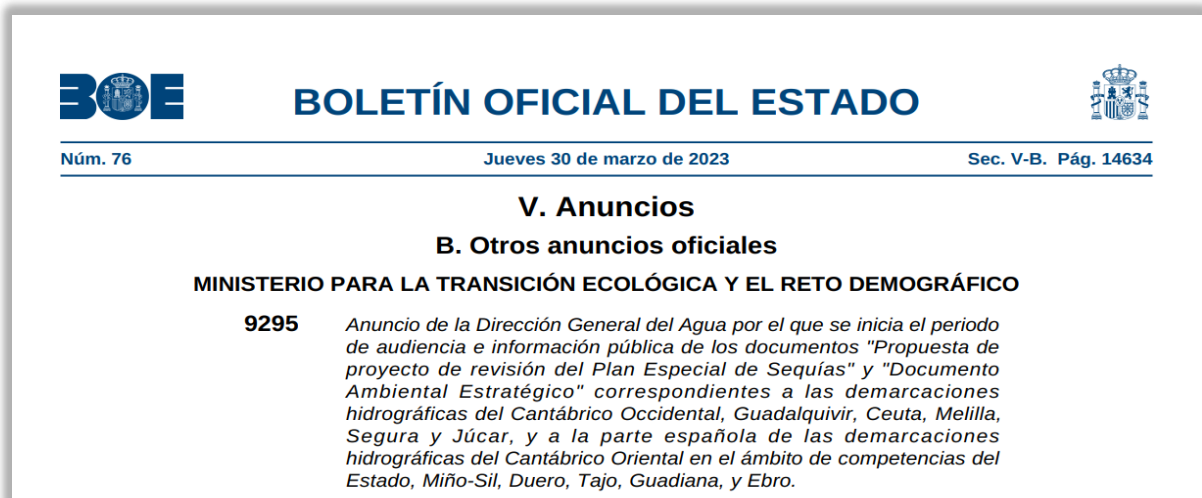 BOE
BOLETÍN OFICIAL DEL ESTADO
Núm. 76 Jueves 30 de marzo de 2023 Sec. V-B. Pág. 14634
V. Anuncios
B. Otros anuncios oficiales
MINISTERIO PARA LA TRANSICIÓN ECOLÓGICA Y EL RETO DEMOGRÁFICO
9295 Anuncio de la Dirección General del Agua por el que se inicia el periodo
de audiencia e información pública de los documentos "Propuesta de
proyecto de revisión del Plan Especial de Sequías" y "Documento
Ambiental Estratégico" correspondientes a las demarcaciones
hidrográficas del Cantábrico Occidental, Guadalquivir, Ceuta, Melilla,
Segura y Júcar, y a la parte española de las demarcaciones
hidrográficas del Cantábrico Oriental en el ámbito de competencias del
Estado, Miño-Sil, Duero, Tajo, Guadiana, y Ebro.